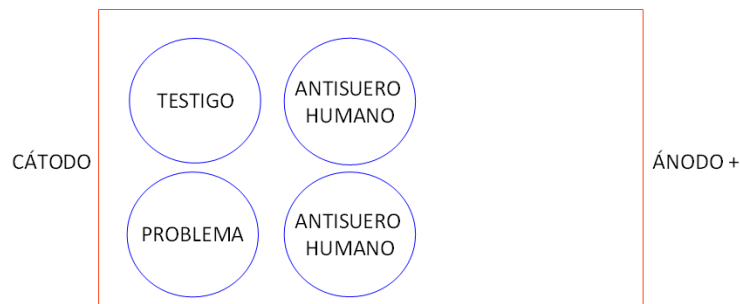 TESTIGO
ANTISUERO
HUMANO
CÁTODO
ÁNODO +
PROBLEMA
ANTISUERO
HUMANO